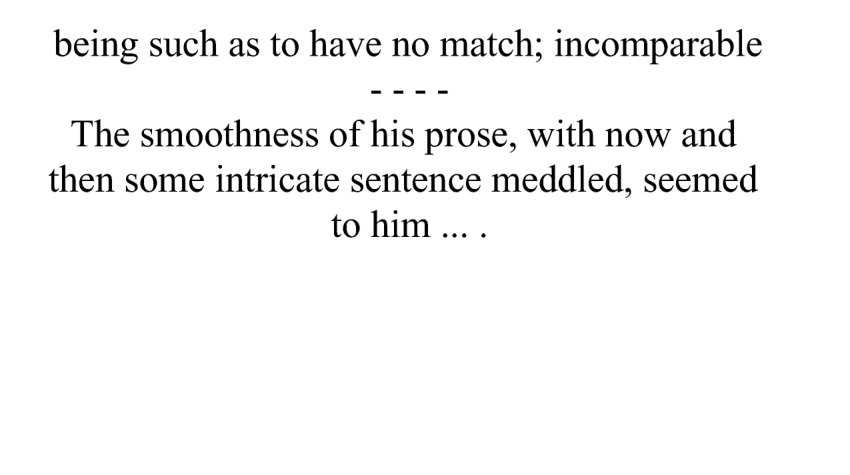 being such as to have no match; incomparable
- - - -
The smoothness of his prose, with now and
then some intricate sentence meddled, seemed
to him ... .